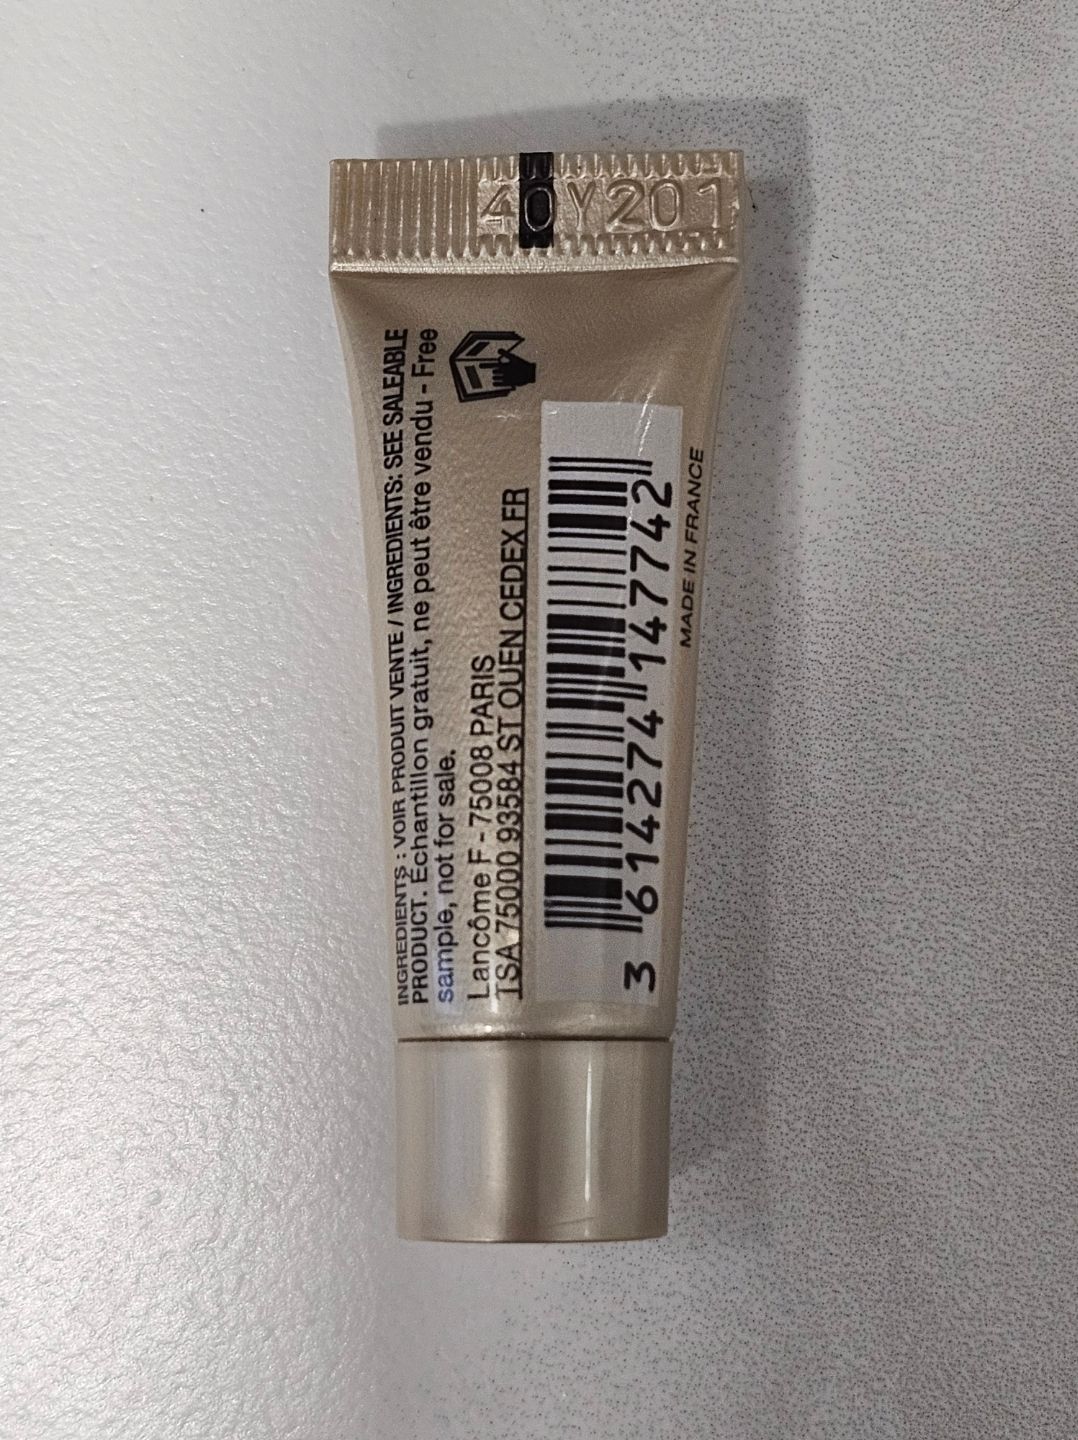 40Y201
INGREDIENTS : VOIR PRODUIT VENTE / INGREDIENTS: SEE SALEABLE
PRODUCT. Échantillon gratuit, ne peut être vendu - Free
sample, not for sale.
Lancôme F - 75008 PARIS
TSA 75000 93584 ST OUEN CEDEX FR
3 614274 147742
MADE IN FRANCE